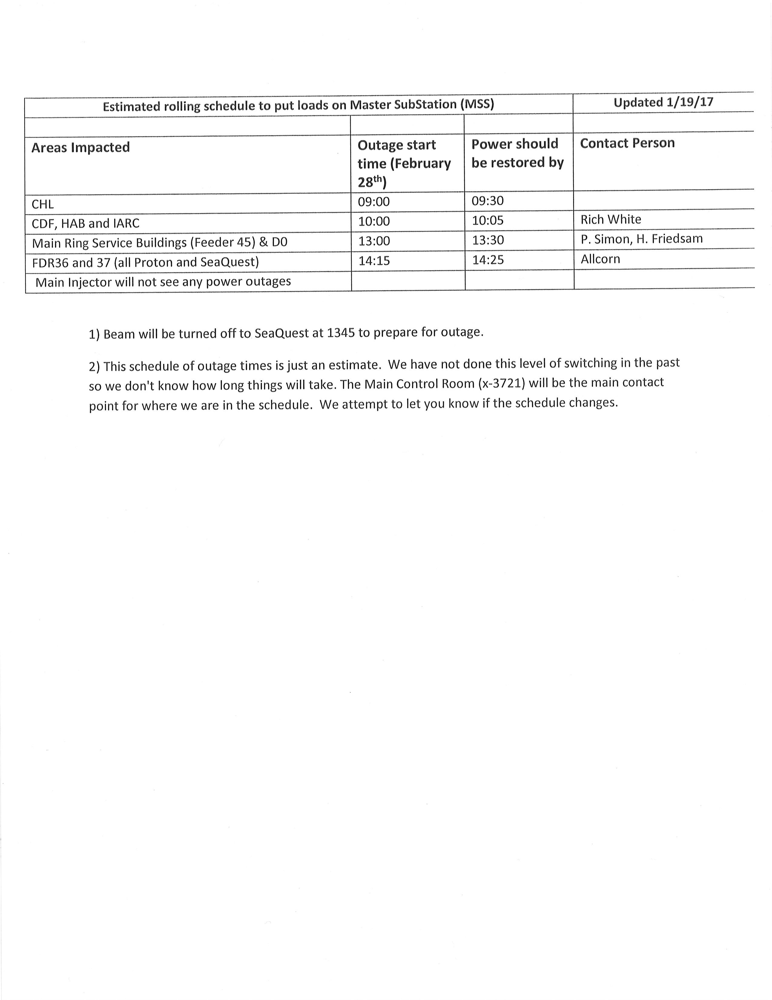 Estimated rolling schedule to put loads on Master SubStation (MSS) Updated 1/19/17
Areas Impacted Outage start Power should Contact Person
time (February be restored by
28th)
CHL 09:00 09:30
CDF, HAB and IARC 10:00 10:05 Rich White
Main Ring Service Buildings (Feeder 45) & D0 13:00 13:30 P. Simon, H. Friedsam
FDR36 and 37 (all Proton and SeaQuest) 14:15 14:25 Allcorn
Main Injector will not see any power outages
1) Beam will be turned off to SeaQuest at 1345 to prepare for outage.
2) This schedule of outage times is just an estimate. We have not done this level of switching in the past
so we don't know how long things will take. The Main Control Room (x-3721) will be the main contact
point for where we are in the schedule. We attempt to let you know if the schedule changes.